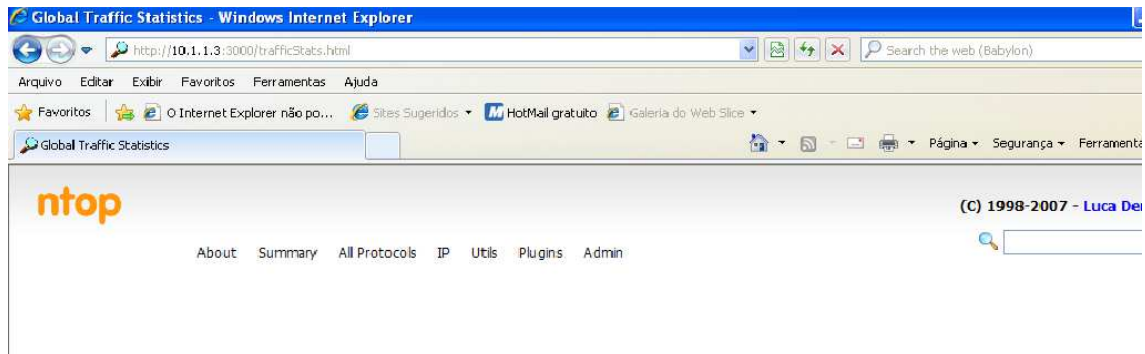 Global Traffic Statistics - Windows Internet Explorer
http://10.1.1.3:3000/trafficStats.html
Search the web (Babylon)
Arquivo Editar Exibir Favoritos Ferramentas Ajuda
Favoritos O Internet Explorer não po... Sites Sugeridos HotMail gratuito Galeria do Web Slice
Global Traffic Statistics
Página Segurança Ferramenta
ntop
(C) 1998-2007 - Luca De
About Summary All Protocols IP Utils Plugins Admin